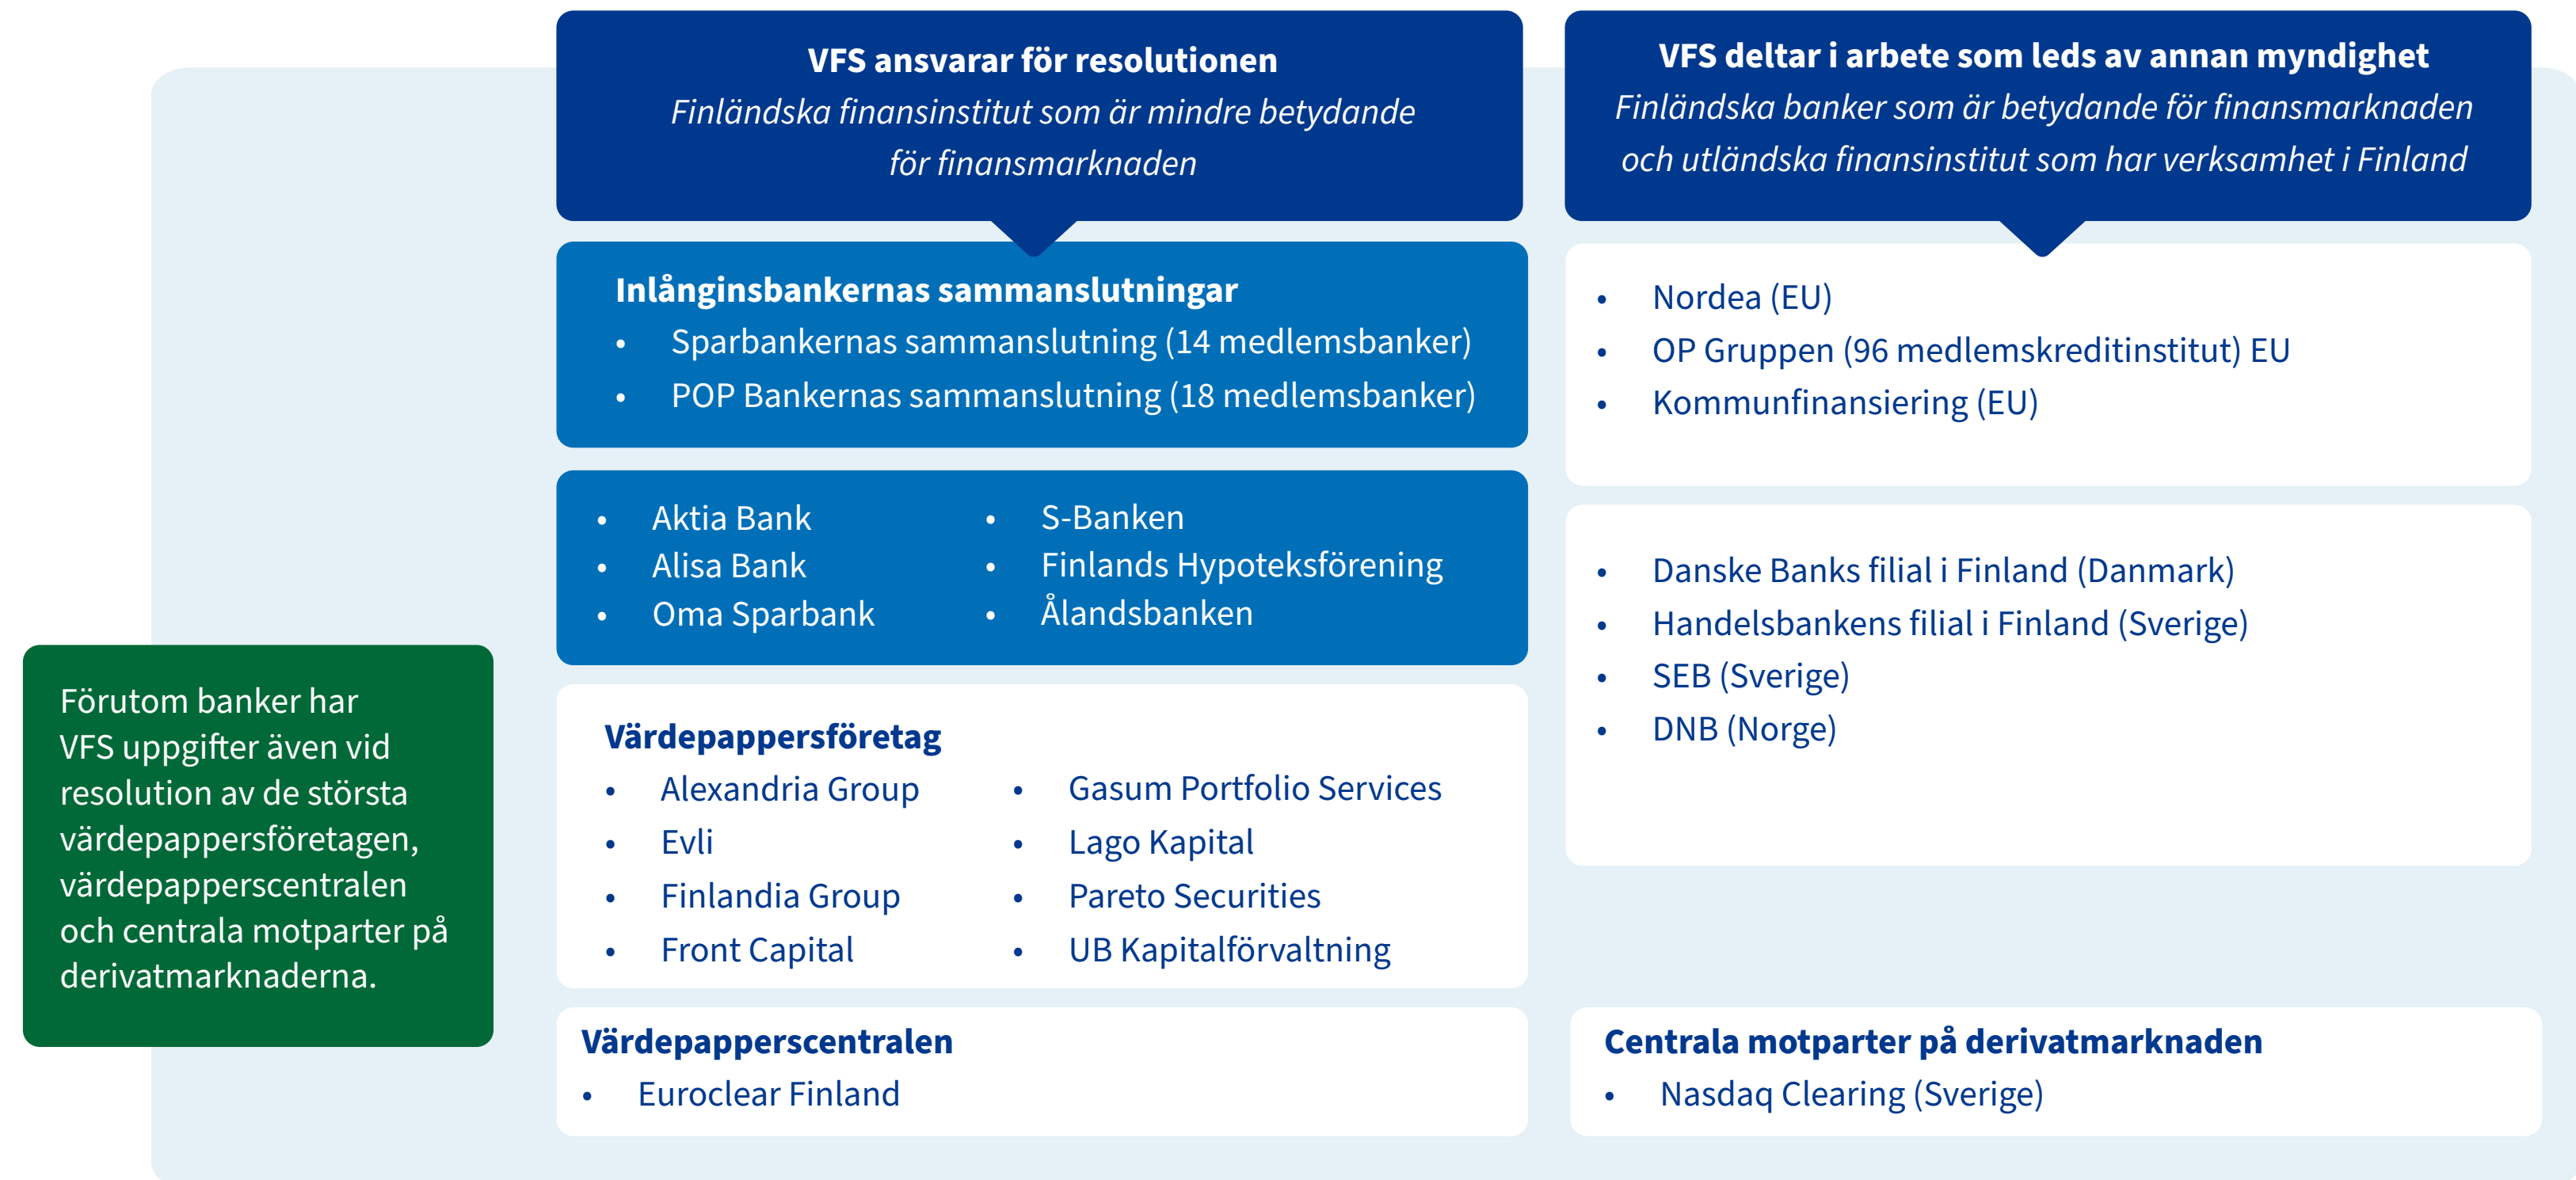 VFS ansvarar för resolutionen
Finländska finansinstitut som är mindre betydande
för finansmarknaden
Inlånginsbankernas sammanslutningar
• Sparbankernas sammanslutning (14 medlemsbanker)
• POP Bankernas sammanslutning (18 medlemsbanker)
• Aktia Bank
• Alisa Bank
• Oma Sparbank
• S-Banken
• Finlands Hypoteksförening
• Ålandsbanken
Värdepappersföretag
• Alexandria Group
• Evli
• Finlandia Group
• Front Capital
• Gasum Portfolio Services
• Lago Kapital
• Pareto Securities
• UB Kapitalförvaltning
Värdepapperscentralen
• Euroclear Finland
VFS deltar i arbete som leds av annan myndighet
Finländska banker som är betydande för finansmarknaden
och utländska finansinstitut som har verksamhet i Finland
• Nordea (EU)
• OP Gruppen (96 medlemskreditinstitut) EU
• Kommunfinansiering (EU)
• Danske Banks filial i Finland (Danmark)
• Handelsbankens filial i Finland (Sverige)
• SEB (Sverige)
• DNB (Norge)
Centrala motparter på derivatmarknaden
• Nasdaq Clearing (Sverige)
Förutom banker har
VFS uppgifter även vid
resolution av de största
värdepappersföretagen,
värdepapperscentralen
och centrala motparter på
derivatmarknaderna.